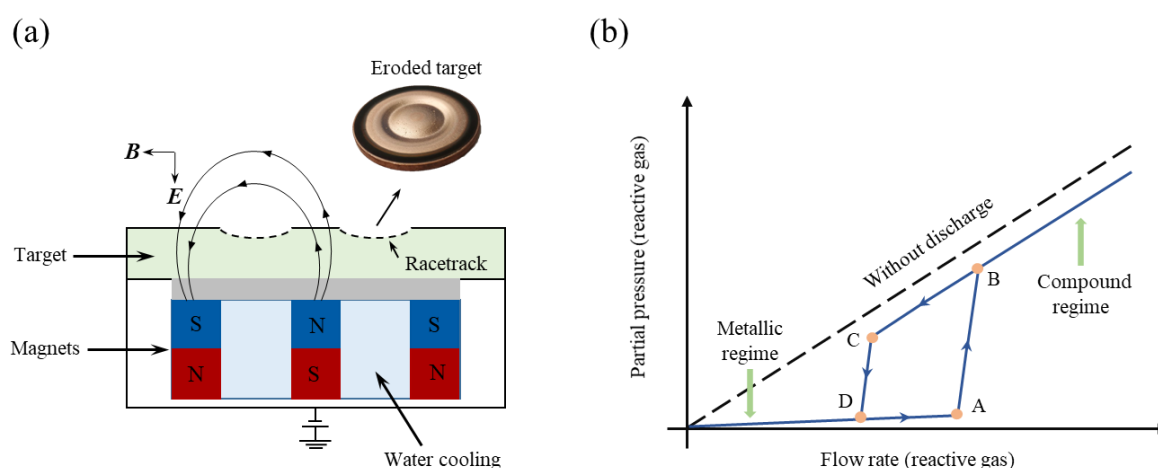 (a)
Eroded target
B
E
Target
Racetrack
S
N
S
Magnets
N
S
N
Water cooling
(b)
Partial pressure (reactive gas)
Without discharge
B
Compound
regime
Metallic
regime
C
D
A
Flow rate (reactive gas)